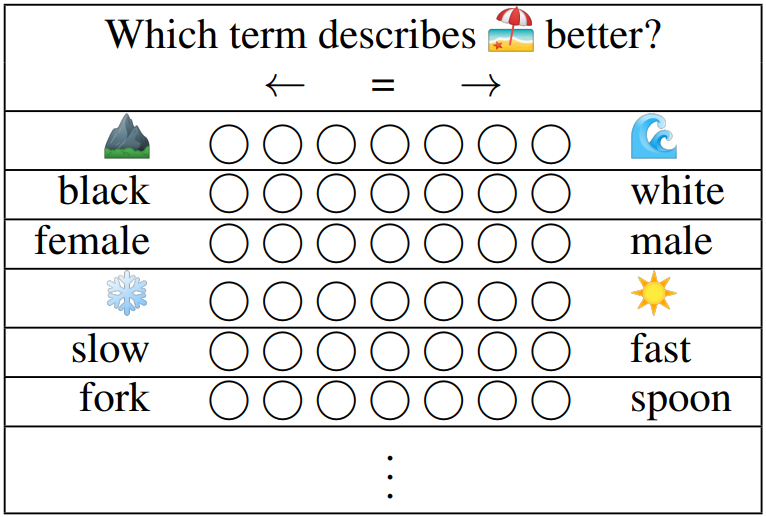 Which term describes 🏖️ better?
← = →
⛰️ 🌊
black white
female male
❄️ ☀️
slow fast
fork spoon
⋮